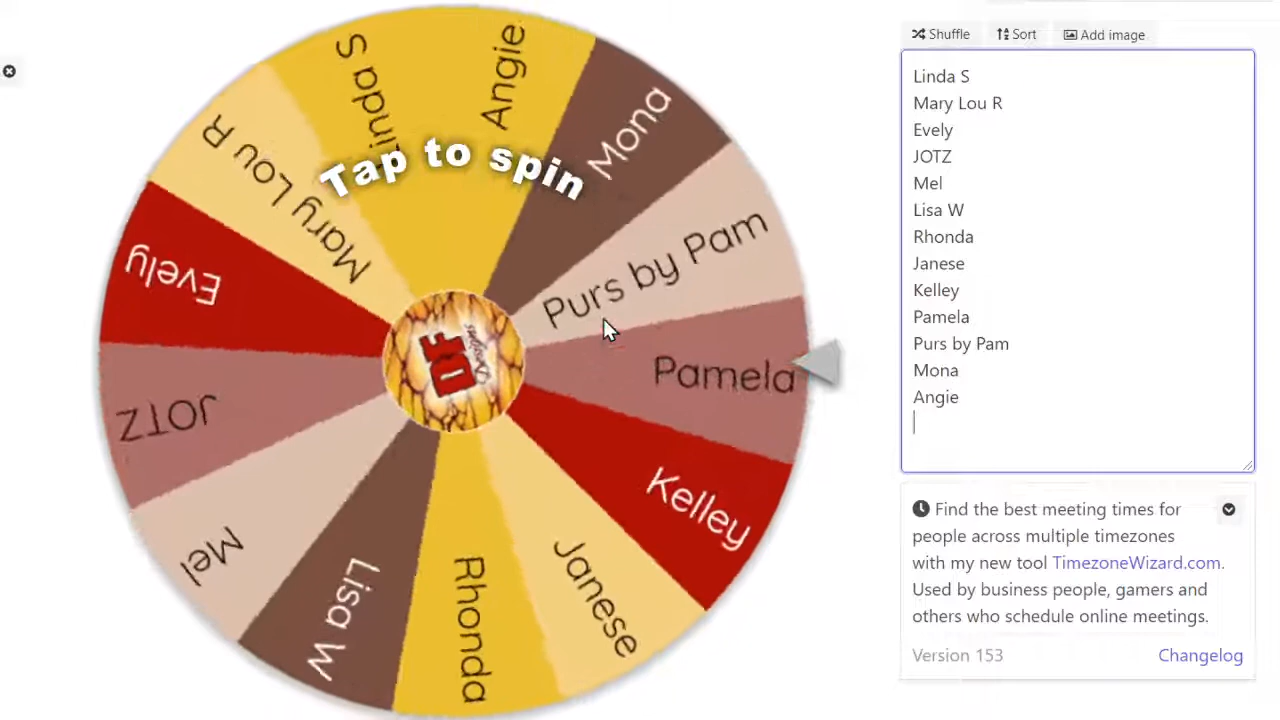 Shuffle
Sort
Add image
Linda S
Mary Lou R
Evely
JOTZ
Mel
Lisa W
Rhonda
Janese
Kelley
Pamela
Purs by Pam
Mona
Angie
Find the best meeting times for
people across multiple timezones
with my new tool TimezoneWizard.com.
Used by business people, gamers and
others who schedule online meetings.
Version 153
Changelog
Tap to spin
Linda S
Angie
Mona
Purs by Pam
Pamela
Kelley
Janese
Rhonda
Lisa W
Mel
JOTZ
Evely
Mary Lou R
DF
Designs